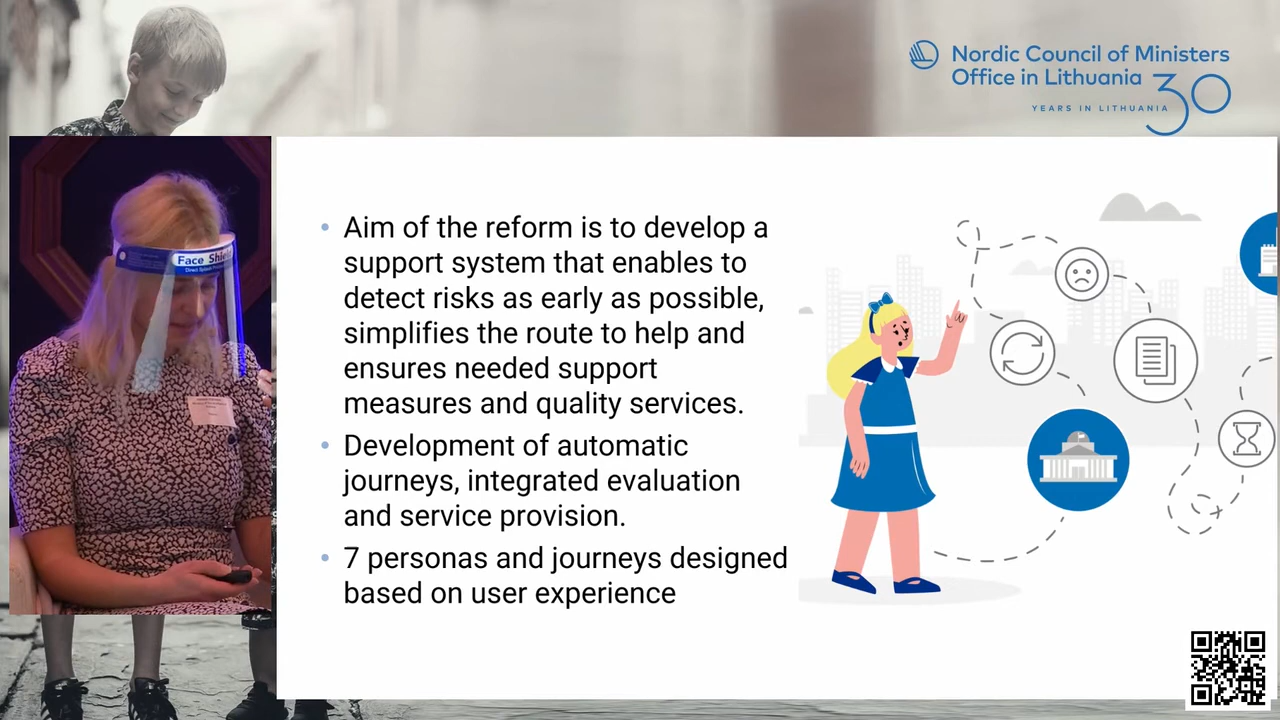 Nordic Council of Ministers
Office in Lithuania
30
YEARS IN LITHUANIA
Face Shield
• Aim of the reform is to develop a
support system that enables to
detect risks as early as possible,
simplifies the route to help and
ensures needed support
measures and quality services.
• Development of automatic
journeys, integrated evaluation
and service provision.
• 7 personas and journeys designed
based on user experience